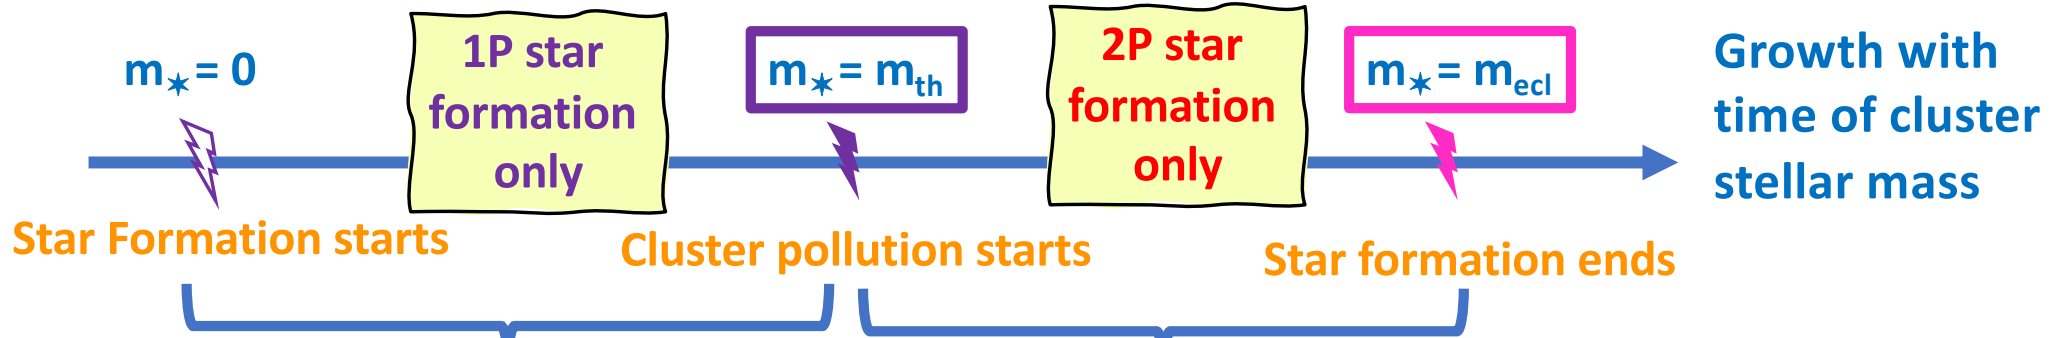 m★= 0
1P star
formation
only
m★= mth
2P star
formation
only
m★= mecl
Growth with
time of cluster
stellar mass
Star Formation starts
Cluster pollution starts
Star formation ends